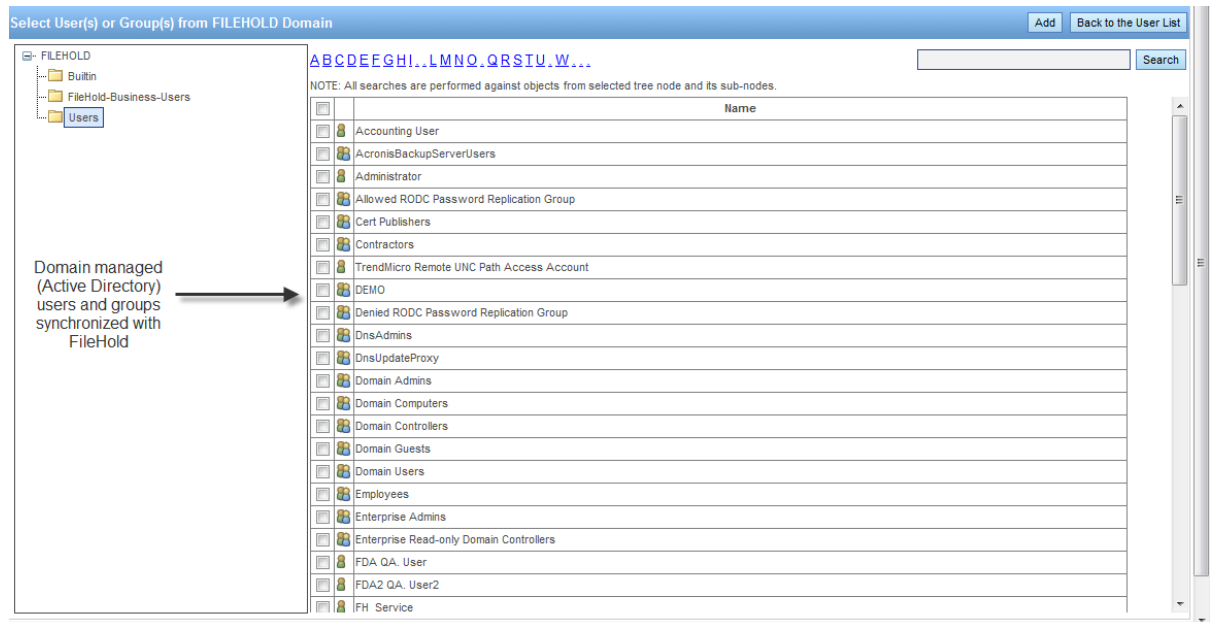 Select User(s) or Group(s) from FILEHOLD Domain
Add
Back to the User List
FILEHOLD
Builtin
FileHold-Business-Users
Users
Domain managed
(Active Directory)
users and groups
synchronized with
FileHold
A B C D E F G H I . . L M N O . Q R S T U . W . . .
Search
NOTE: All searches are performed against objects from selected tree node and its sub-nodes.
Name
Accounting User
AcronisBackupServerUsers
Administrator
Allowed RODC Password Replication Group
Cert Publishers
Contractors
TrendMicro Remote UNC Path Access Account
DEMO
Denied RODC Password Replication Group
DnsAdmins
DnsUpdateProxy
Domain Admins
Domain Computers
Domain Controllers
Domain Guests
Domain Users
Employees
Enterprise Admins
Enterprise Read-only Domain Controllers
FDA QA. User
FDA2 QA. User2
FH_Service